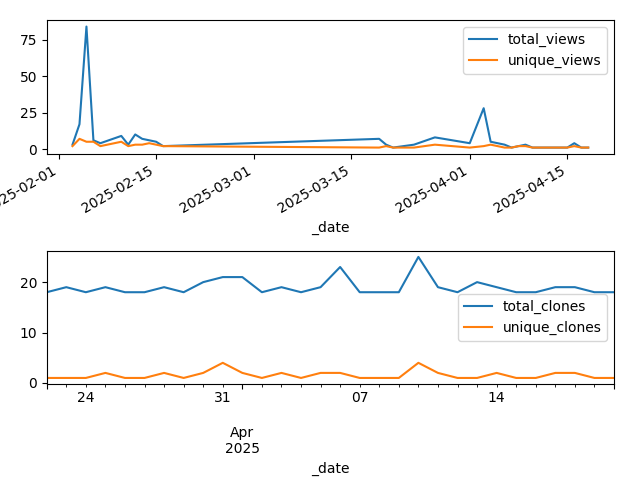 75
50
25
0
total_views
unique_views
2025-02-01
2025-02-15
2025-03-01
2025-03-15
2025-04-01
2025-04-15
_date
20
10
0
total_clones
unique_clones
24
31
07
14
Apr
2025
_date